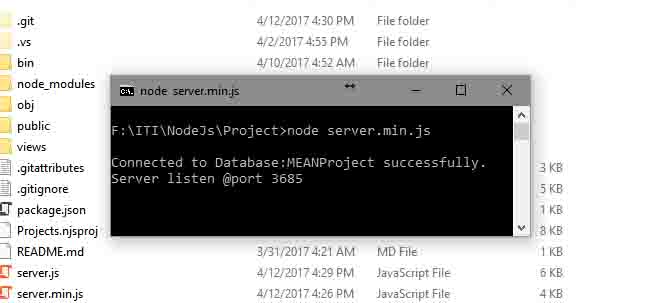 .git 4/12/2017 4:30 PM File folder
.vs 4/2/2017 4:55 PM File folder
bin 4/10/2017 4:52 AM File folder
node_modules
obj
public
views
.gitattributes 3 KB
.gitignore 5 KB
package.json 1 KB
Projects.njsproj 8 KB
README.md 3/31/2017 4:21 AM MD File 1 KB
server.js 4/12/2017 4:29 PM JavaScript File 6 KB
server.min.js 4/12/2017 4:26 PM JavaScript File 4 KB
C:\. node server.min.js
F:\ITI\NodeJs\Project>node server.min.js
Connected to Database:MEANProject successfully.
Server listen @port 3685